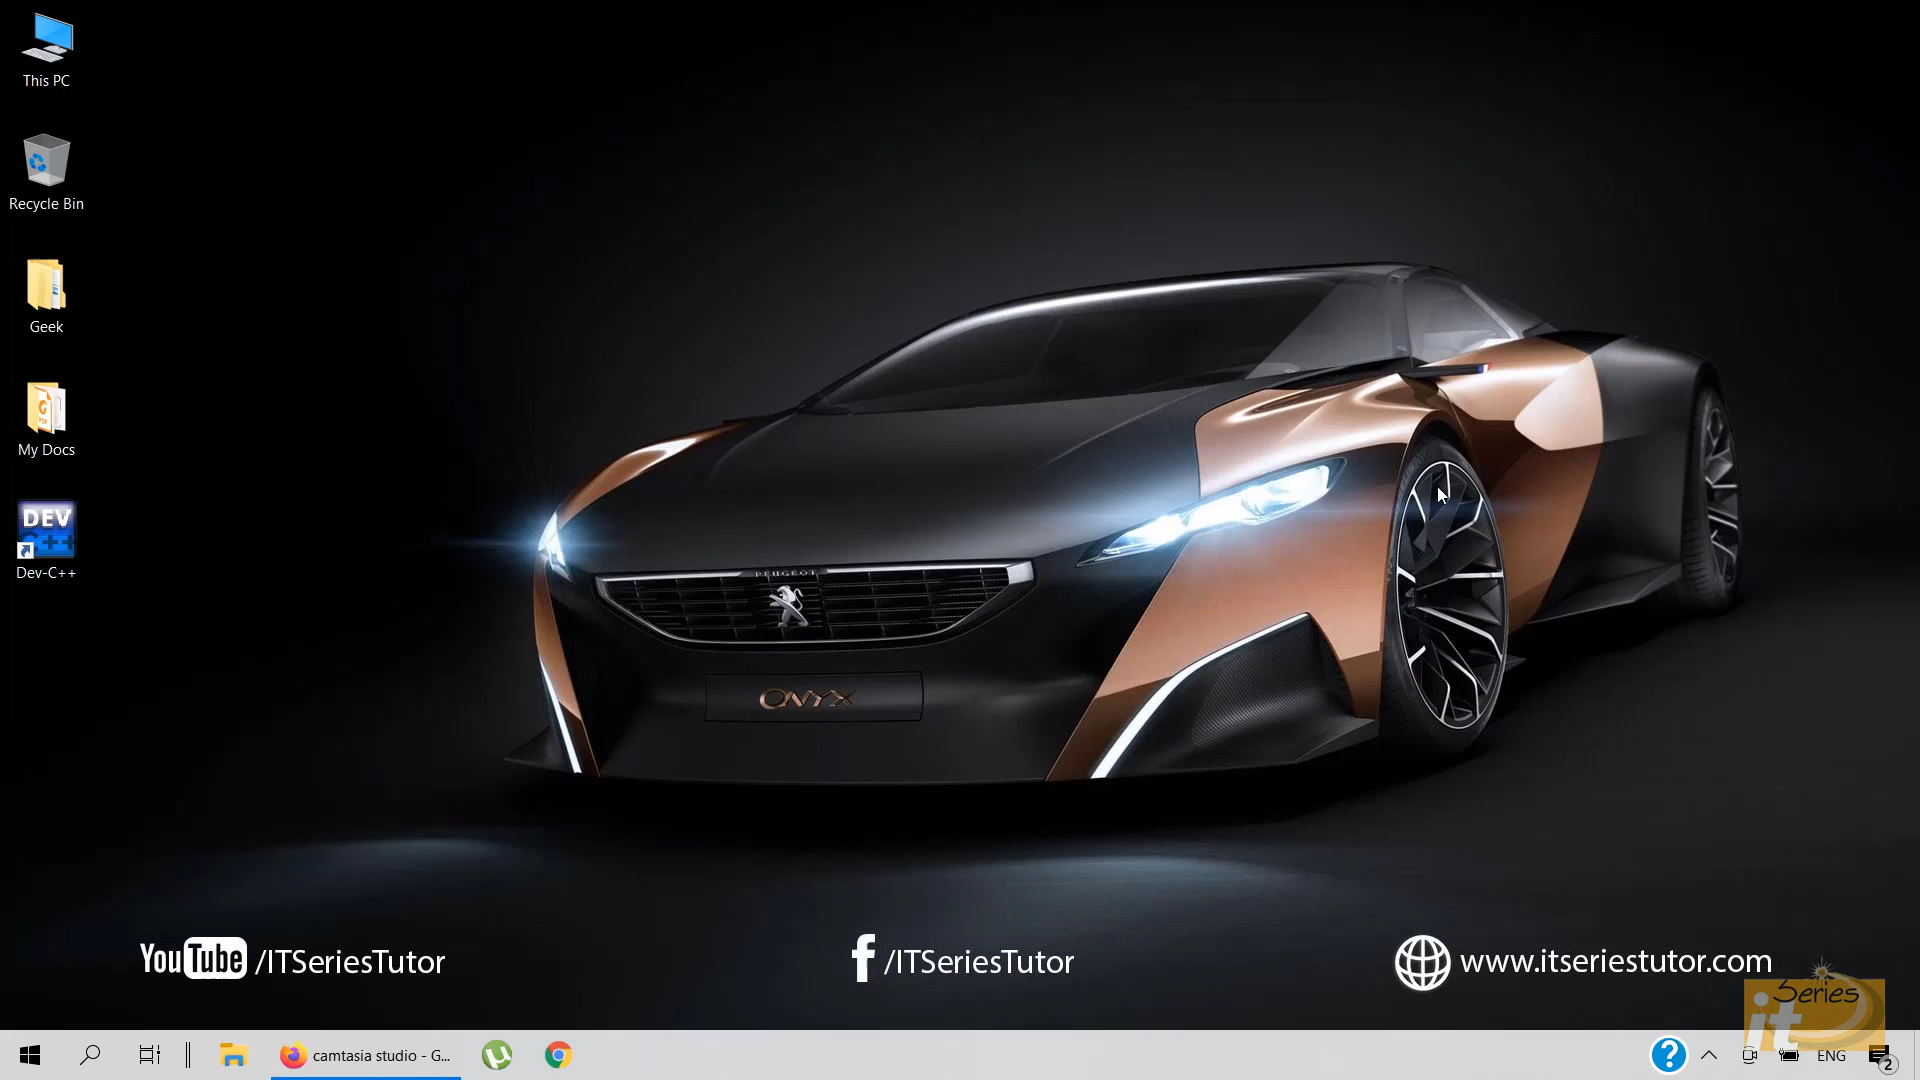 This PC
Recycle Bin
Geek
My Docs
DEV
C++
Dev-C++
PEUGEOT
ONYX
YouTube /ITSeriesTutor
f /ITSeriesTutor
www.itseriestutor.com
it Series
camtasia studio - G...
?
ENG
2